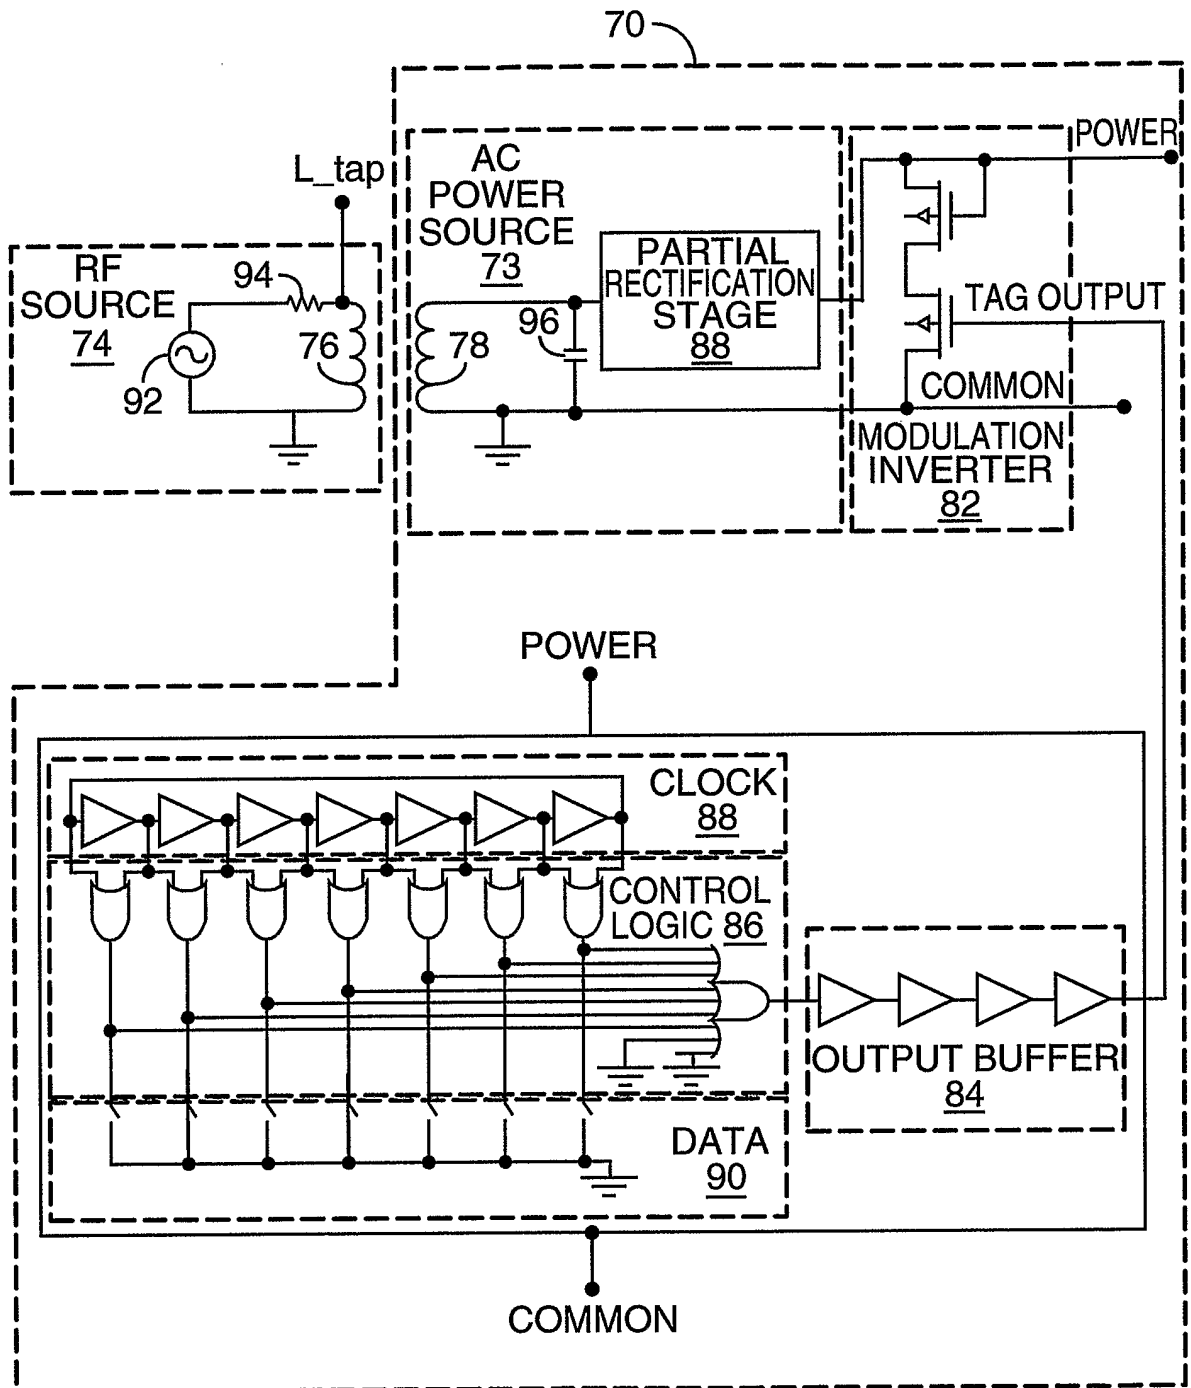 70
L_tap
RF
SOURCE
74
94
92
76
AC
POWER
SOURCE
73
78
96
PARTIAL
RECTIFICATION
STAGE
88
POWER
TAG OUTPUT
COMMON
MODULATION
INVERTER
82
POWER
CLOCK
88
CONTROL
LOGIC 86
OUTPUT BUFFER
84
DATA
90
COMMON